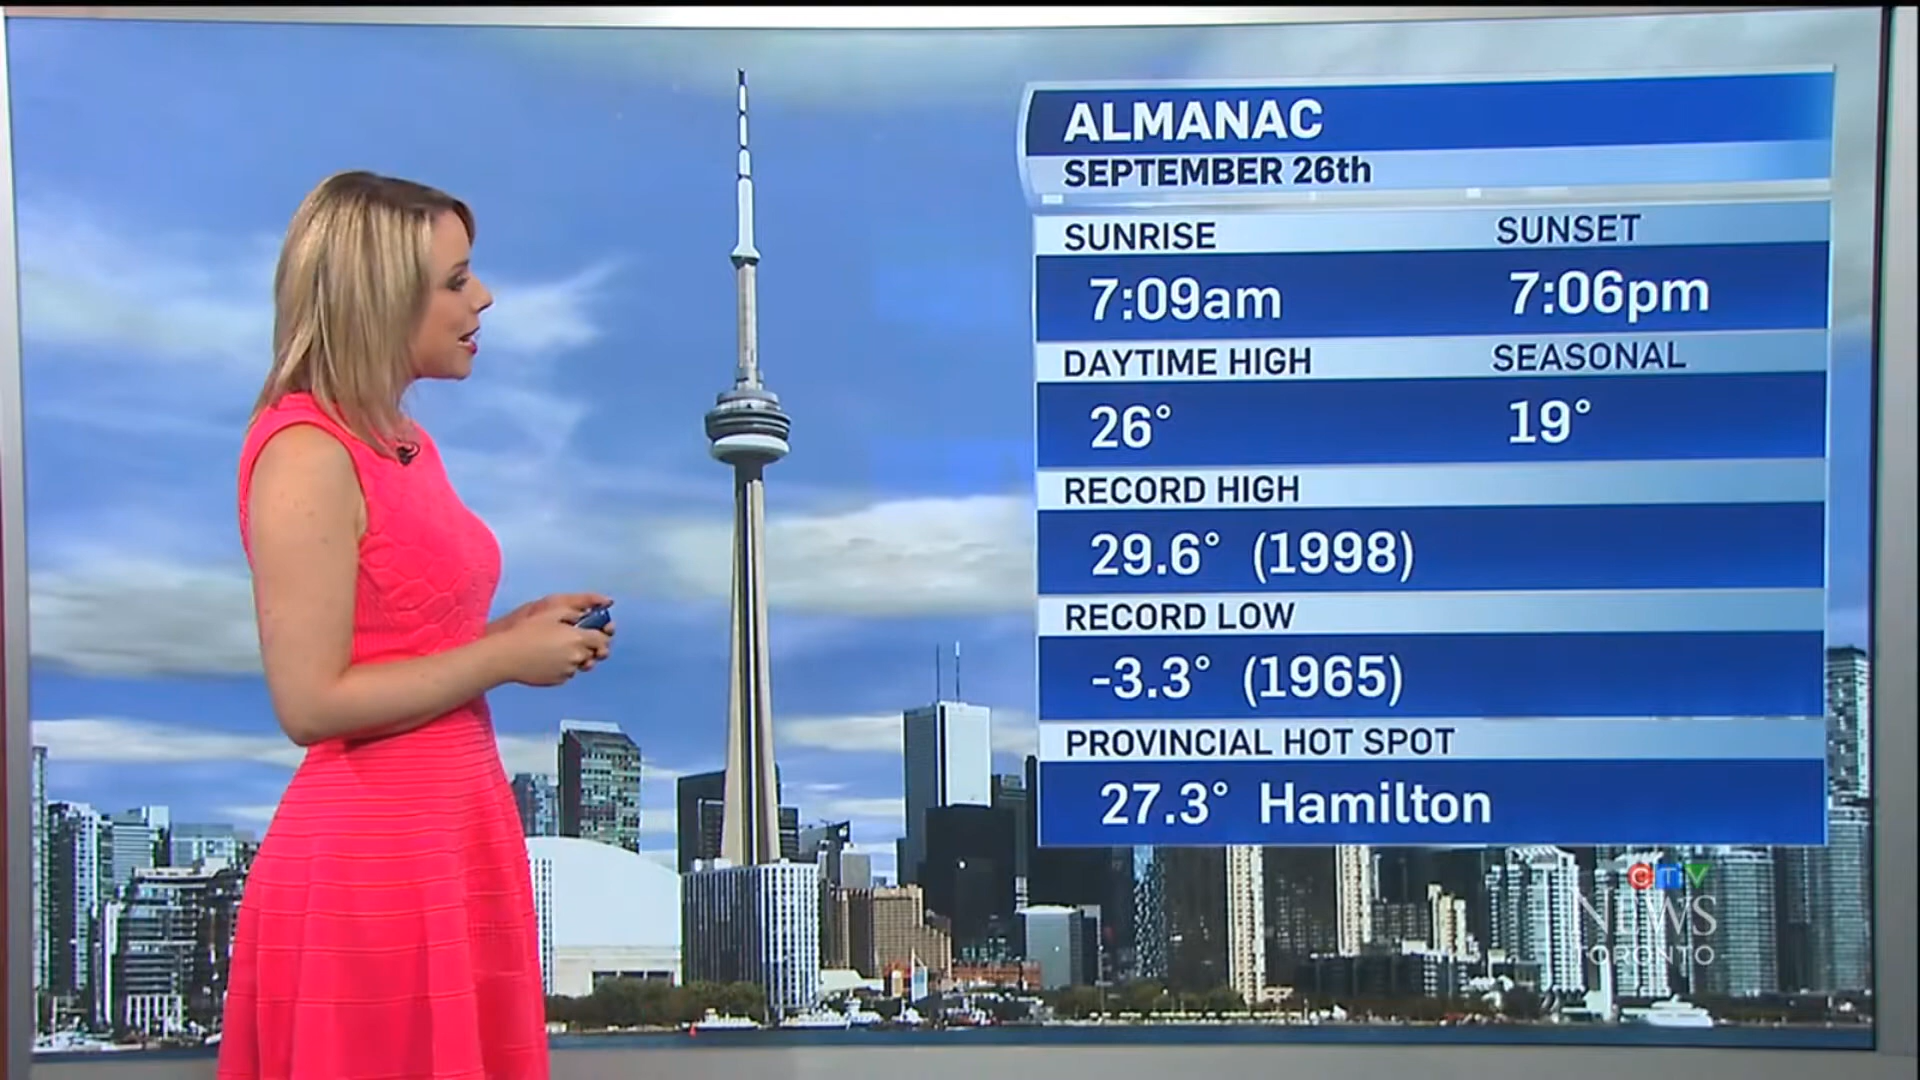 ALMANAC
SEPTEMBER 26th
SUNRISE SUNSET
7:09am 7:06pm
DAYTIME HIGH SEASONAL
26° 19°
RECORD HIGH
29.6° (1998)
RECORD LOW
-3.3° (1965)
PROVINCIAL HOT SPOT
27.3° Hamilton
CTV
NEWS
TORONTO